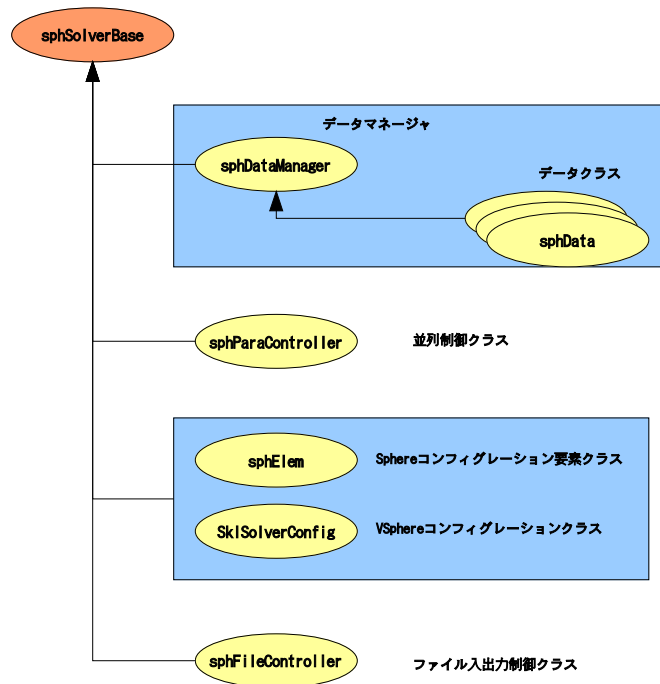 sphSolverBase
データマネージャ
sphDataManager
データクラス
sphData
sphParaController
並列制御クラス
sphElem
Sphereコンフィグレーション要素クラス
SklSolverConfig
VSphereコンフィグレーションクラス
sphFileController
ファイル入出力制御クラス